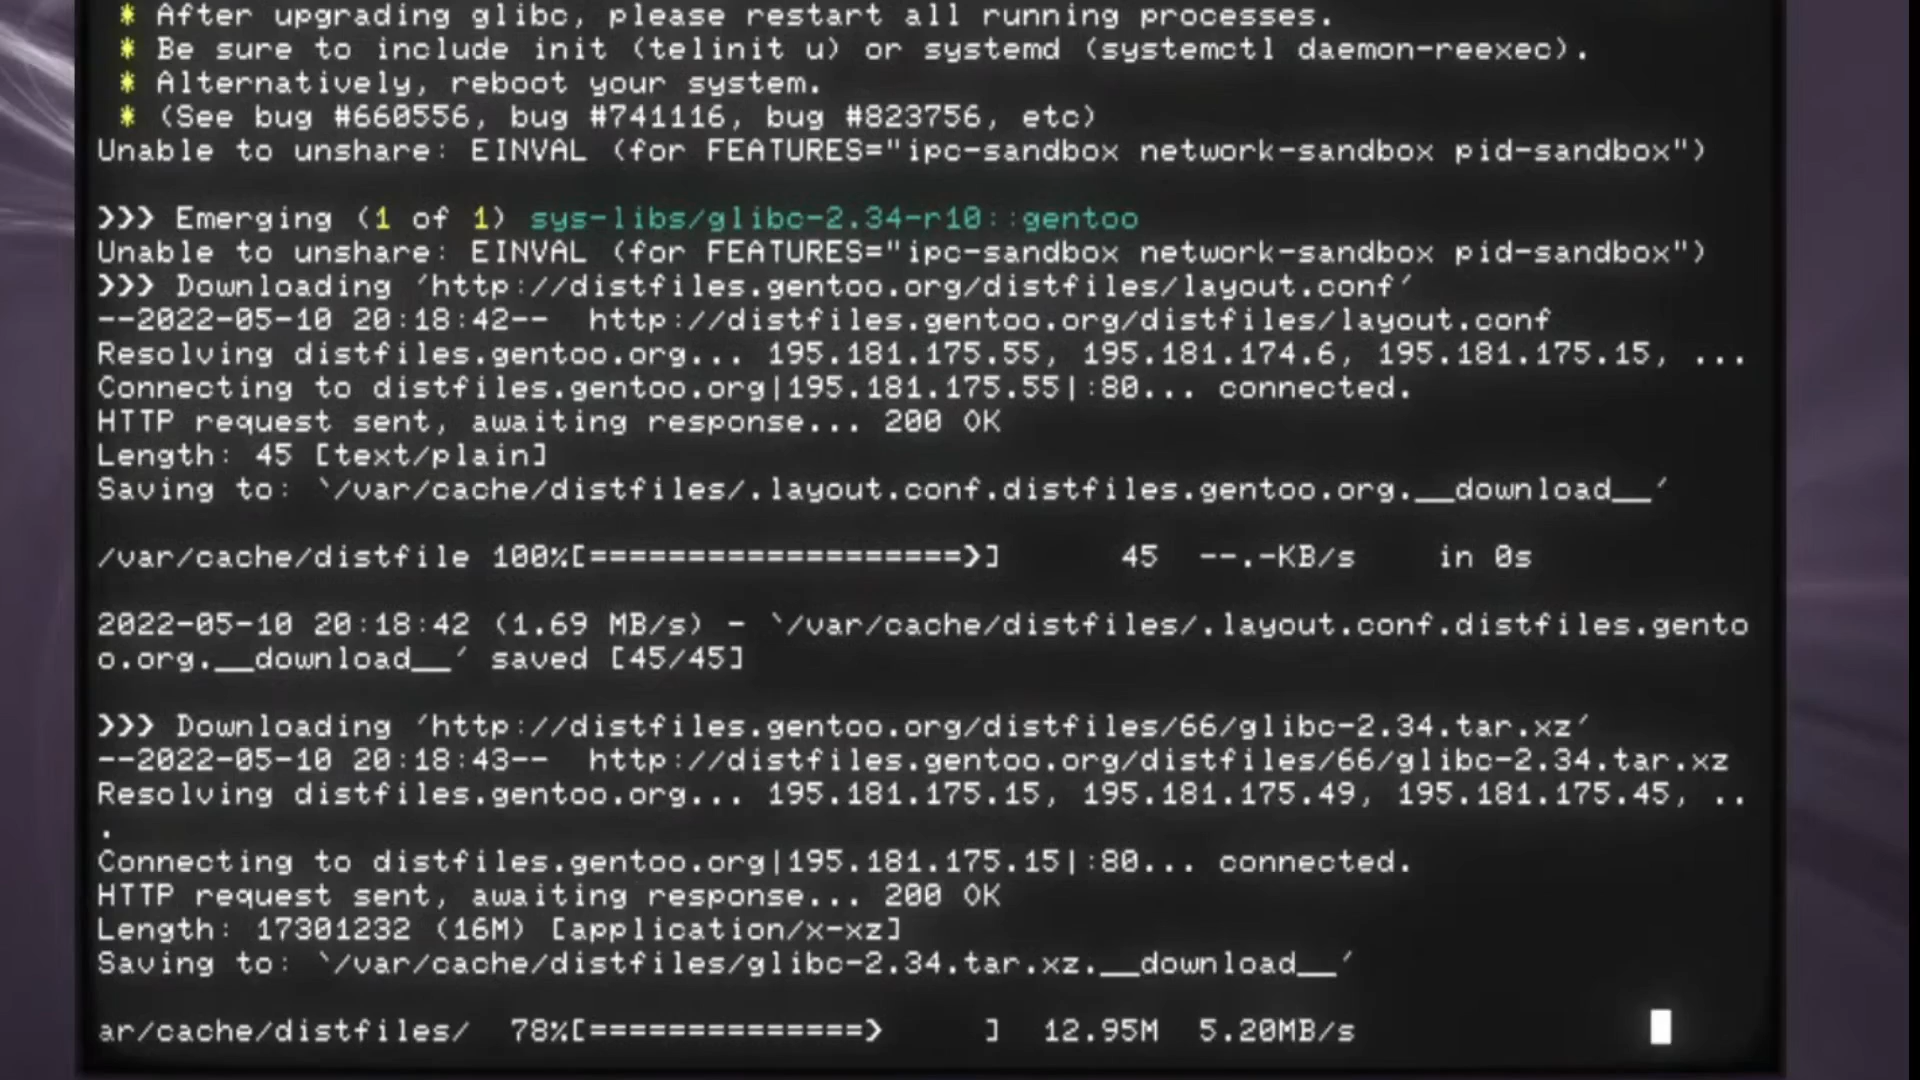 * After upgrading glibc, please restart all running processes.
* Be sure to include init (telinit u) or systemd (systemctl daemon-reexec).
* Alternatively, reboot your system.
* (See bug #660556, bug #741116, bug #823756, etc)
Unable to unshare: EINVAL (for FEATURES="ipc-sandbox network-sandbox pid-sandbox")
>>> Emerging (1 of 1) sys-libs/glibc-2.34-r10::gentoo
Unable to unshare: EINVAL (for FEATURES="ipc-sandbox network-sandbox pid-sandbox")
>>> Downloading 'http://distfiles.gentoo.org/distfiles/layout.conf'
--2022-05-10 20:18:42--  http://distfiles.gentoo.org/distfiles/layout.conf
Resolving distfiles.gentoo.org... 195.181.175.55, 195.181.174.6, 195.181.175.15, ...
Connecting to distfiles.gentoo.org|195.181.175.55|:80... connected.
HTTP request sent, awaiting response... 200 OK
Length: 45 [text/plain]
Saving to: `/var/cache/distfiles/.layout.conf.distfiles.gentoo.org.__download__'
/var/cache/distfile 100%[===================>]      45  --.-KB/s    in 0s
2022-05-10 20:18:42 (1.69 MB/s) - `/var/cache/distfiles/.layout.conf.distfiles.gento
o.org.__download__' saved [45/45]
>>> Downloading 'http://distfiles.gentoo.org/distfiles/66/glibc-2.34.tar.xz'
--2022-05-10 20:18:43--  http://distfiles.gentoo.org/distfiles/66/glibc-2.34.tar.xz
Resolving distfiles.gentoo.org... 195.181.175.15, 195.181.175.49, 195.181.175.45, ..
.
Connecting to distfiles.gentoo.org|195.181.175.15|:80... connected.
HTTP request sent, awaiting response... 200 OK
Length: 17301232 (16M) [application/x-xz]
Saving to: `/var/cache/distfiles/glibc-2.34.tar.xz.__download__'
ar/cache/distfiles/  78%[==============>     ]  12.95M  5.20MB/s